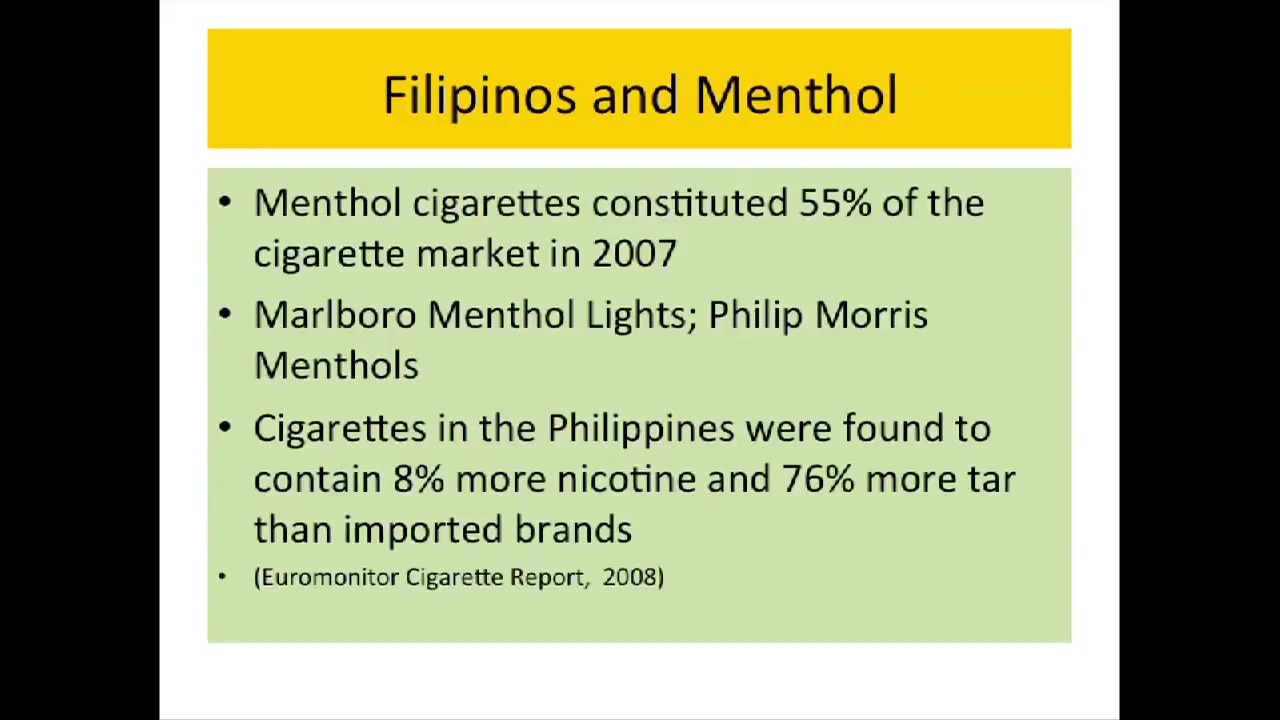 Filipinos and Menthol
• Menthol cigarettes constituted 55% of the
cigarette market in 2007
• Marlboro Menthol Lights; Philip Morris
Menthols
• Cigarettes in the Philippines were found to
contain 8% more nicotine and 76% more tar
than imported brands
• (Euromonitor Cigarette Report, 2008)